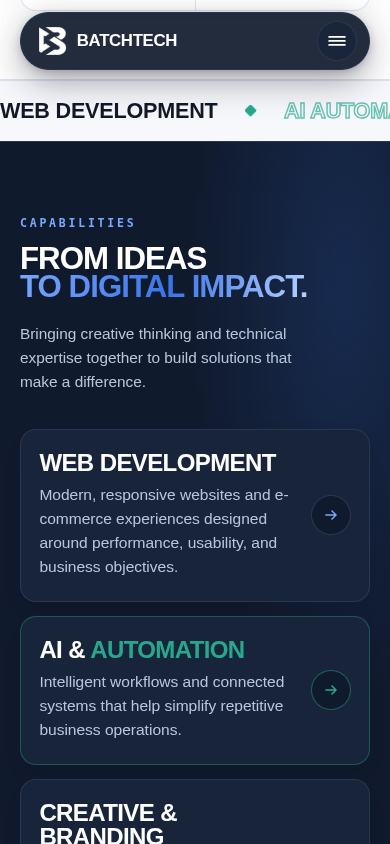 BATCHTECH
WEB DEVELOPMENT ◆ AI AUTOMA
CAPABILITIES
FROM IDEAS
TO DIGITAL IMPACT.
Bringing creative thinking and technical
expertise together to build solutions that
make a difference.
WEB DEVELOPMENT
Modern, responsive websites and e-
commerce experiences designed
around performance, usability, and
business objectives.
AI & AUTOMATION
Intelligent workflows and connected
systems that help simplify repetitive
business operations.
CREATIVE &
BRANDING